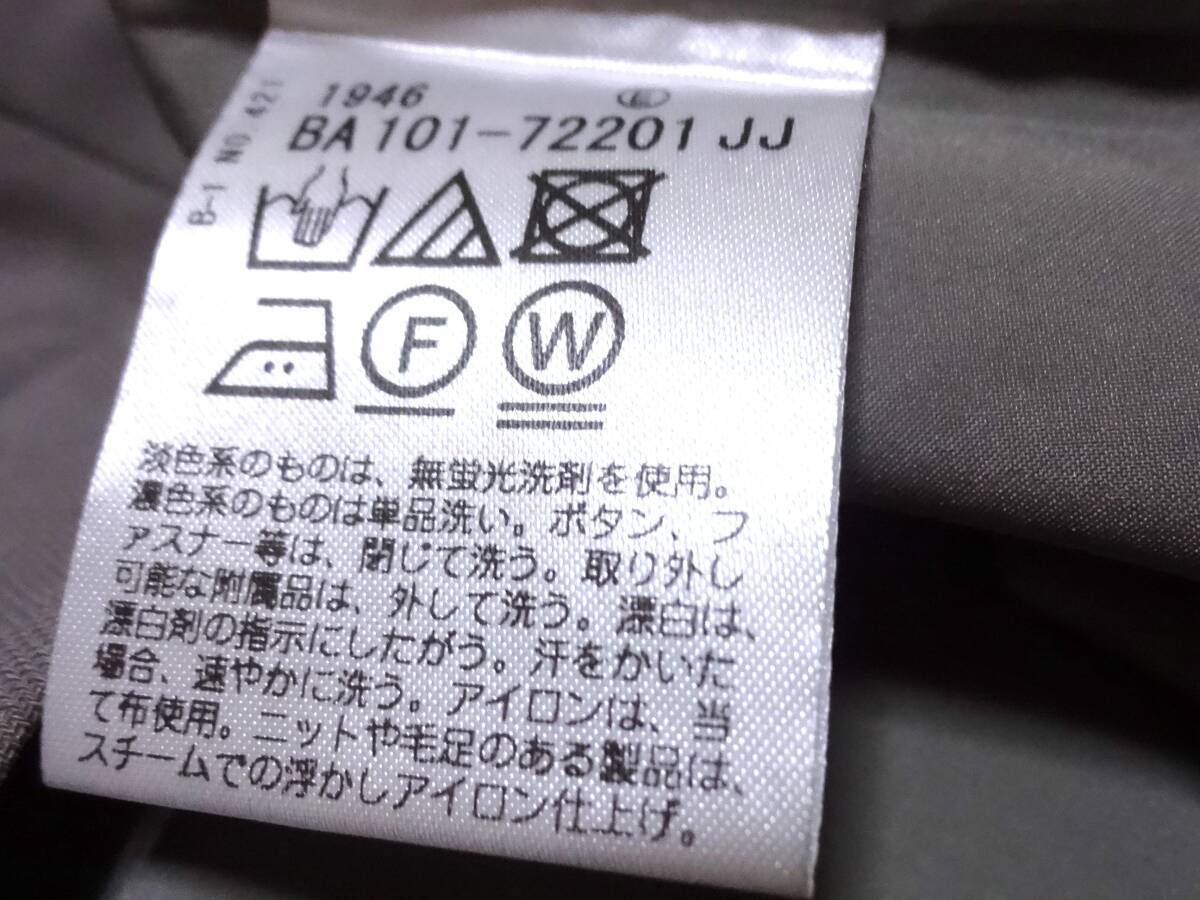 1946 E
BA101-72201 JJ
B-1 NO.421
F W
淡色系のものは、無蛍光洗剤を使用。
濃色系のものは単品洗い。ボタン、フ
ァスナー等は、閉じて洗う。取り外し
可能な附属品は、外して洗う。漂白は、
漂白剤の指示にしたがう。汗をかいた
場合、速やかに洗う。アイロンは、当
て布使用。ニットや毛足のある製品は、
スチームでの浮かしアイロン仕上げ。